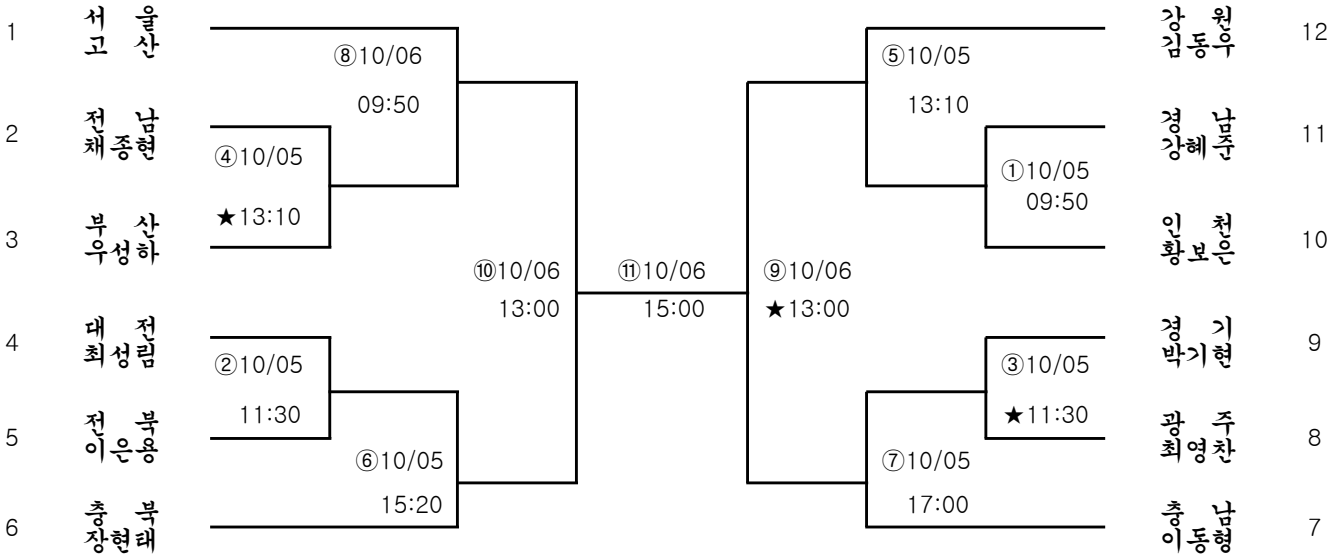 1
서 울
고 산
2
전 남
채종현
3
부 산
우성하
4
대 전
최성림
5
전 북
이은용
6
충 북
장현태
⑧10/06
09:50
④10/05
★13:10
②10/05
11:30
⑥10/05
15:20
⑩10/06
13:00
⑪10/06
15:00
⑨10/06
★13:00
⑤10/05
13:10
①10/05
09:50
③10/05
★11:30
⑦10/05
17:00
강 원
김동우
12
경 남
강혜준
11
인 천
황보은
10
경 기
박기현
9
광 주
최영찬
8
충 남
이동형
7